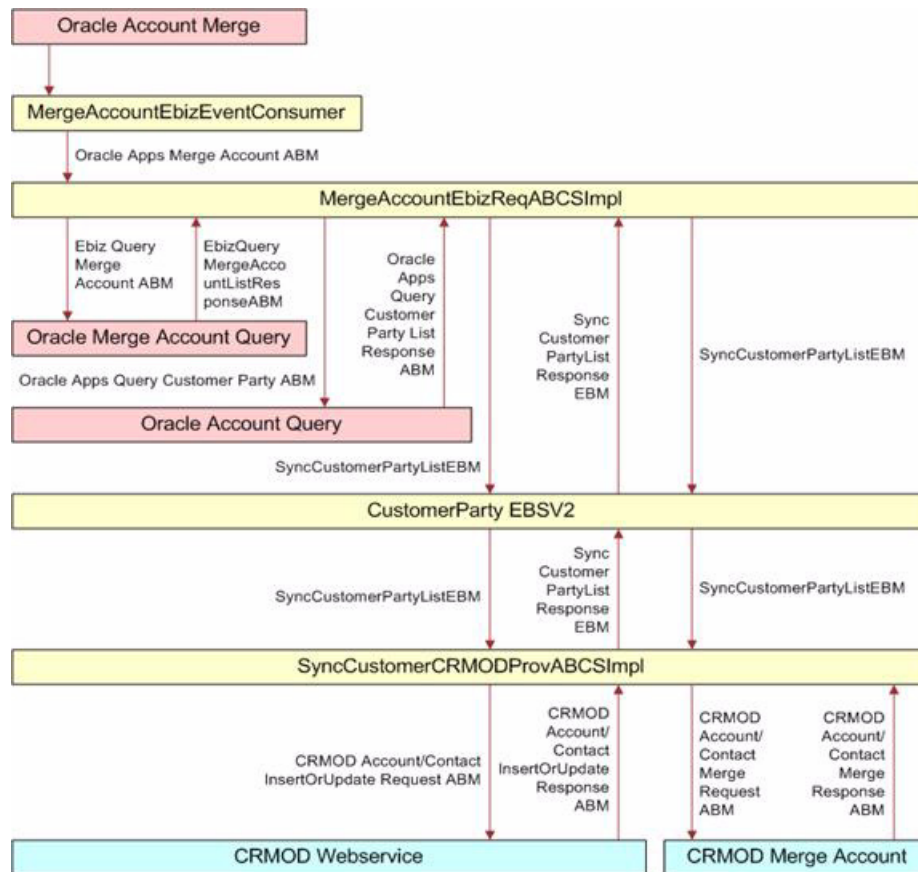 Oracle Account Merge
MergeAccountEbizEventConsumer
Oracle Apps Merge Account ABM
MergeAccountEbizReqABCSImpl
Ebiz Query
Merge
Account ABM
EbizQuery
MergeAcco
untListRes
ponseABM
Oracle
Apps
Query
Customer
Party List
Response
ABM
Sync
Customer
PartyList
Response
EBM
SyncCustomerPartyListEBM
Oracle Merge Account Query
Oracle Apps Query Customer Party ABM
Oracle Account Query
SyncCustomerPartyListEBM
CustomerParty EBSV2
SyncCustomerPartyListEBM
Sync
Customer
PartyList
Response
EBM
SyncCustomerPartyListEBM
SyncCustomerCRMODProvABCSImpl
CRMOD Account/Contact
InsertOrUpdate Request ABM
CRMOD
Account/
Contact
InsertOrUpdate
Response
ABM
CRMOD
Account/
Contact
Merge
Request
ABM
CRMOD
Account/
Contact
Merge
Response
ABM
CRMOD Webservice
CRMOD Merge Account